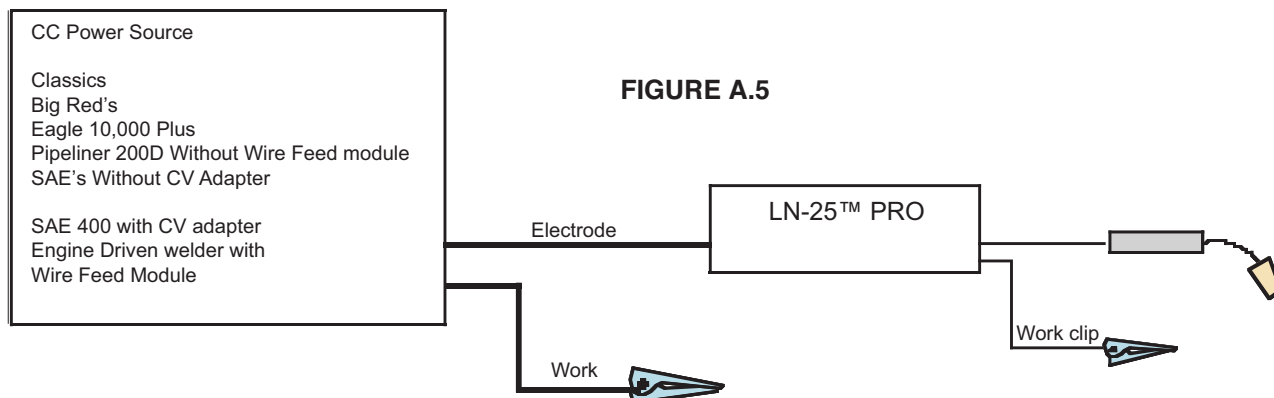 CC Power Source
Classics
Big Red's
Eagle 10,000 Plus
Pipeliner 200D Without Wire Feed module
SAE's Without CV Adapter
SAE 400 with CV adapter
Engine Driven welder with
Wire Feed Module
FIGURE A.5
Electrode
LN-25™ PRO
Work
Work clip